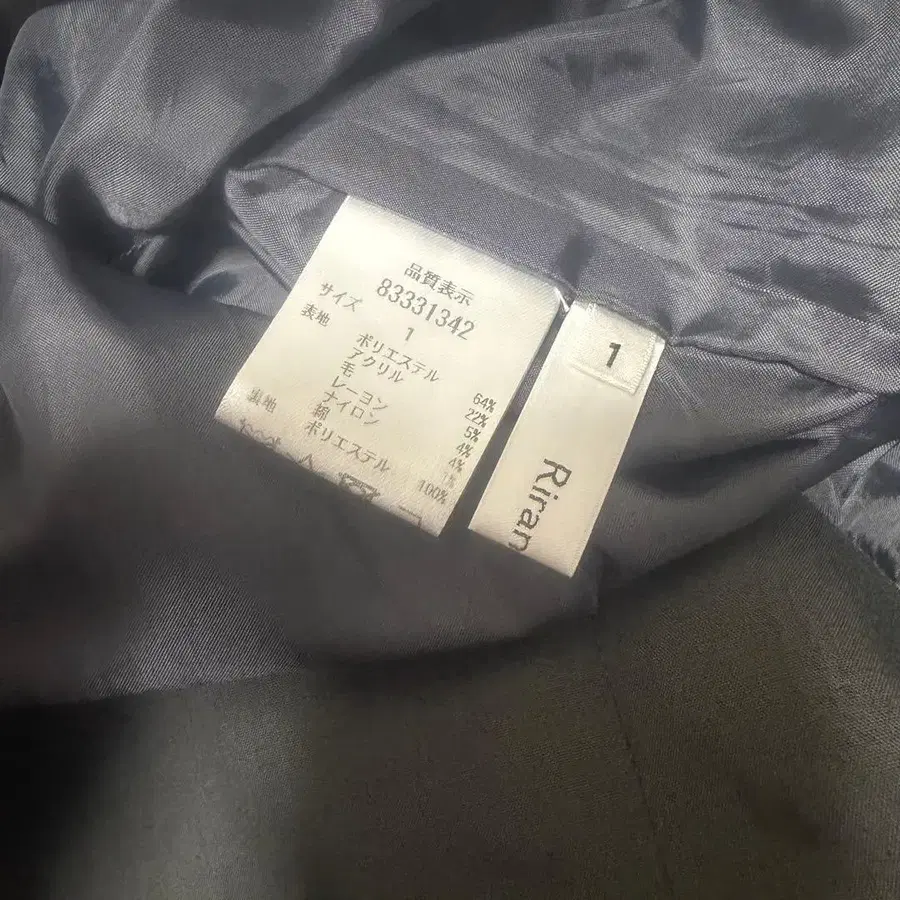 品質表示
83331342
サイズ 1
表地
ポリエステル 64%
アクリル 22%
毛 5%
レーヨン 4%
ナイロン 4%
綿
裏地
ポリエステル 100%
1
Riran